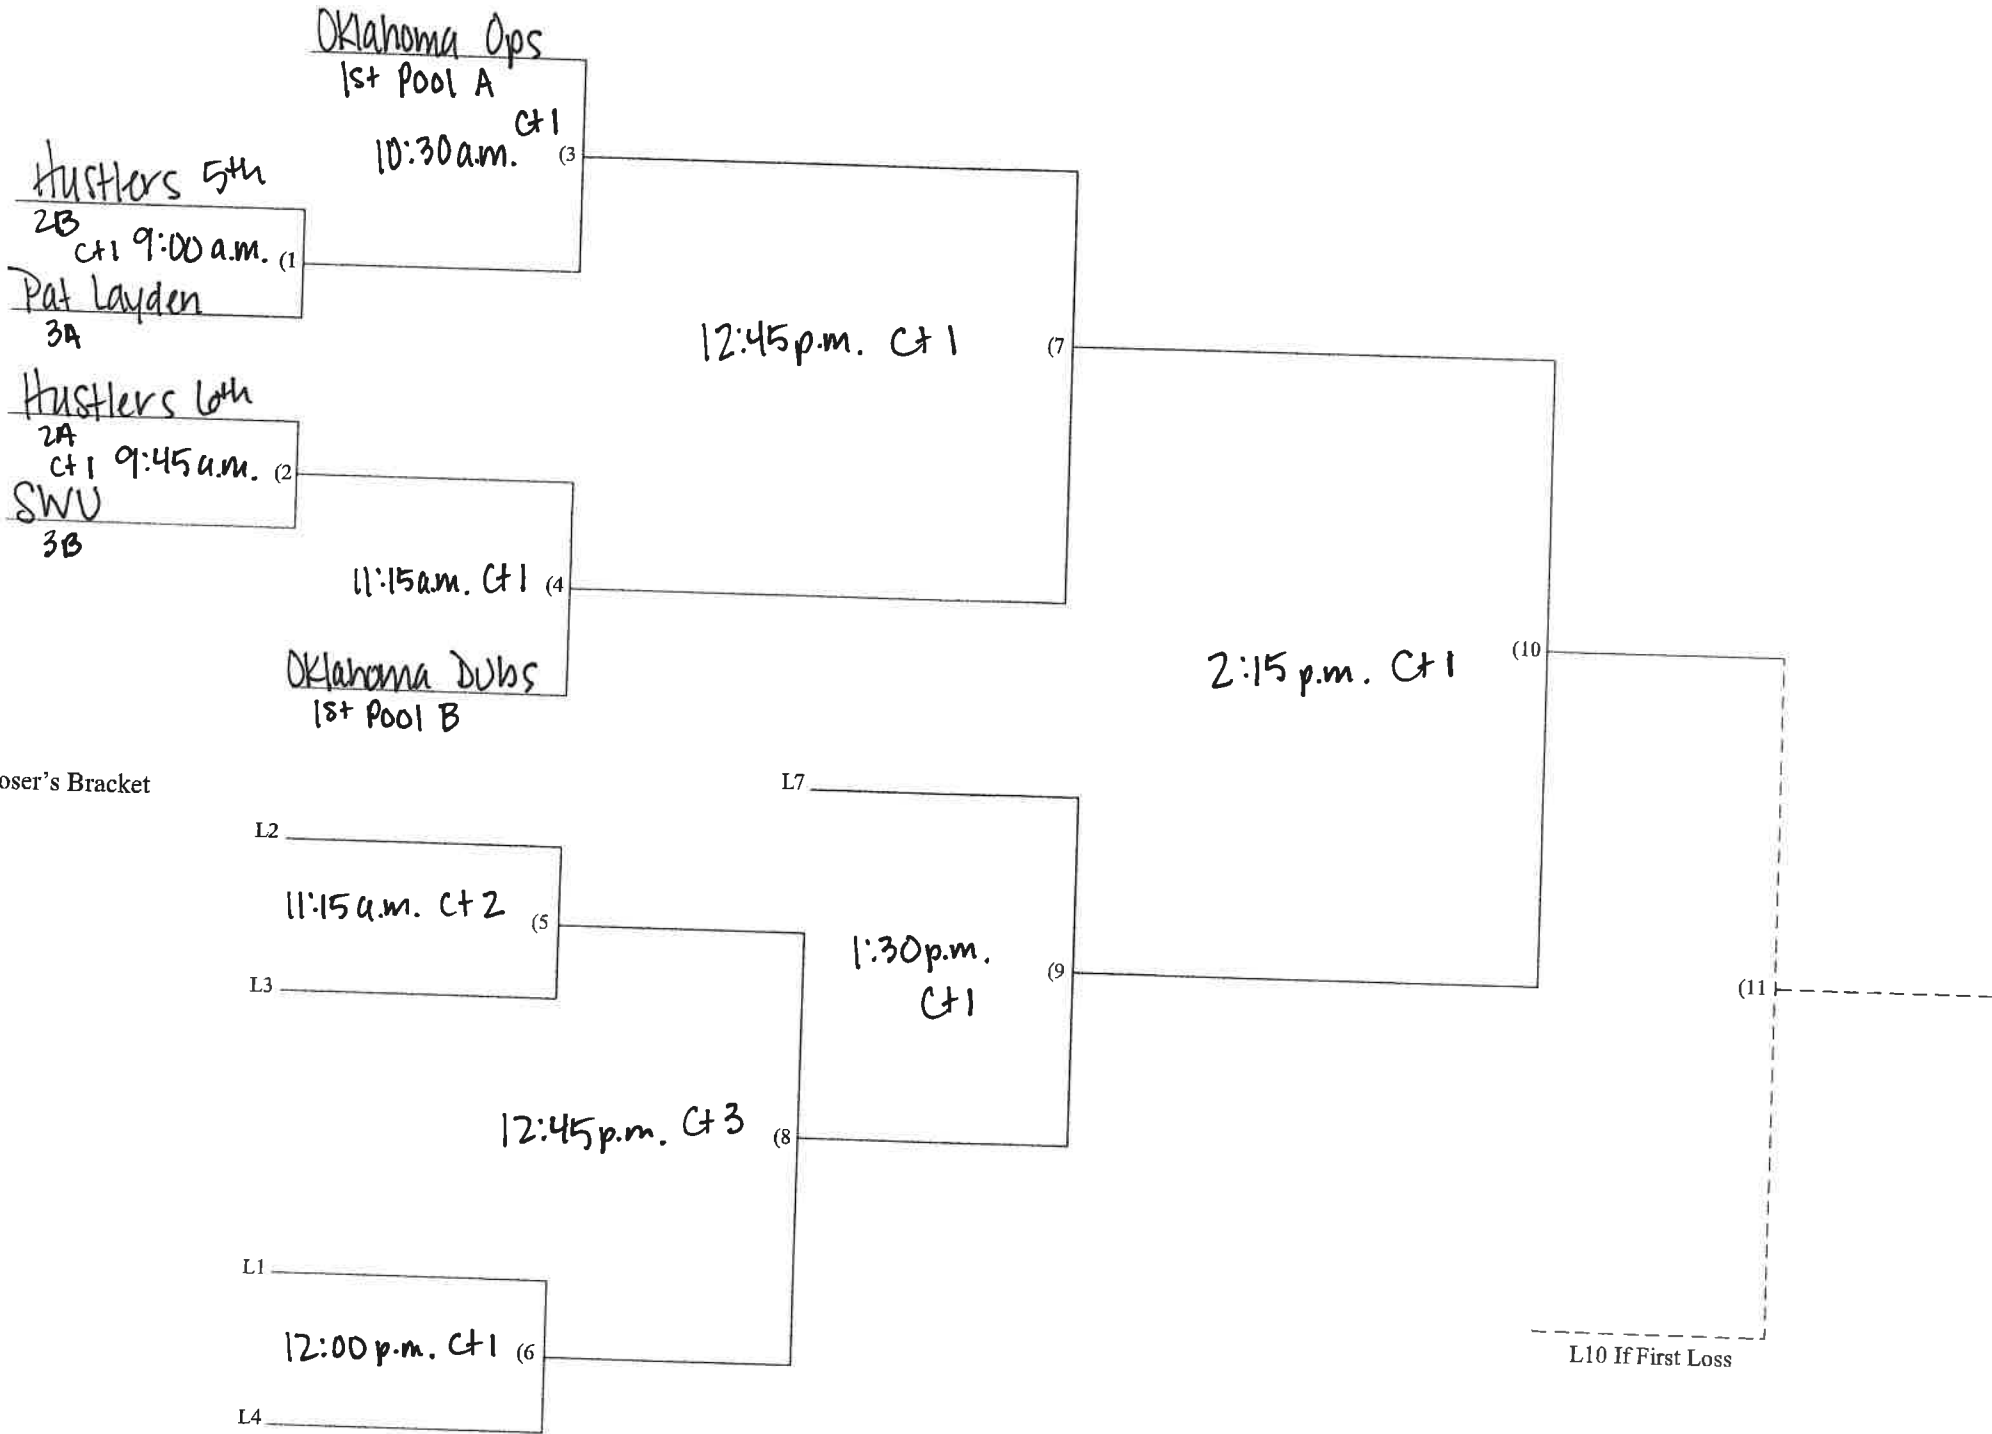 Oklahoma Ops
1st Pool A
Ct 1
10:30 a.m. (3
Hustlers 5th
2B
Ct 1 9:00 a.m. (1
Pat Layden
3A
12:45 p.m. Ct 1 (7
Hustlers 6th
2A
Ct 1 9:45 a.m. (2
SWU
3B
11:15 a.m. Ct 1 (4
Oklahoma Dubs
1st Pool B
2:15 p.m. Ct 1 (10
oser's Bracket
L7
L2
11:15 a.m. Ct 2 (5
L3
1:30 p.m. (9
Ct 1
(11
12:45 p.m. Ct 3 (8
L1
12:00 p.m. Ct 1 (6
L4
L10 If First Loss